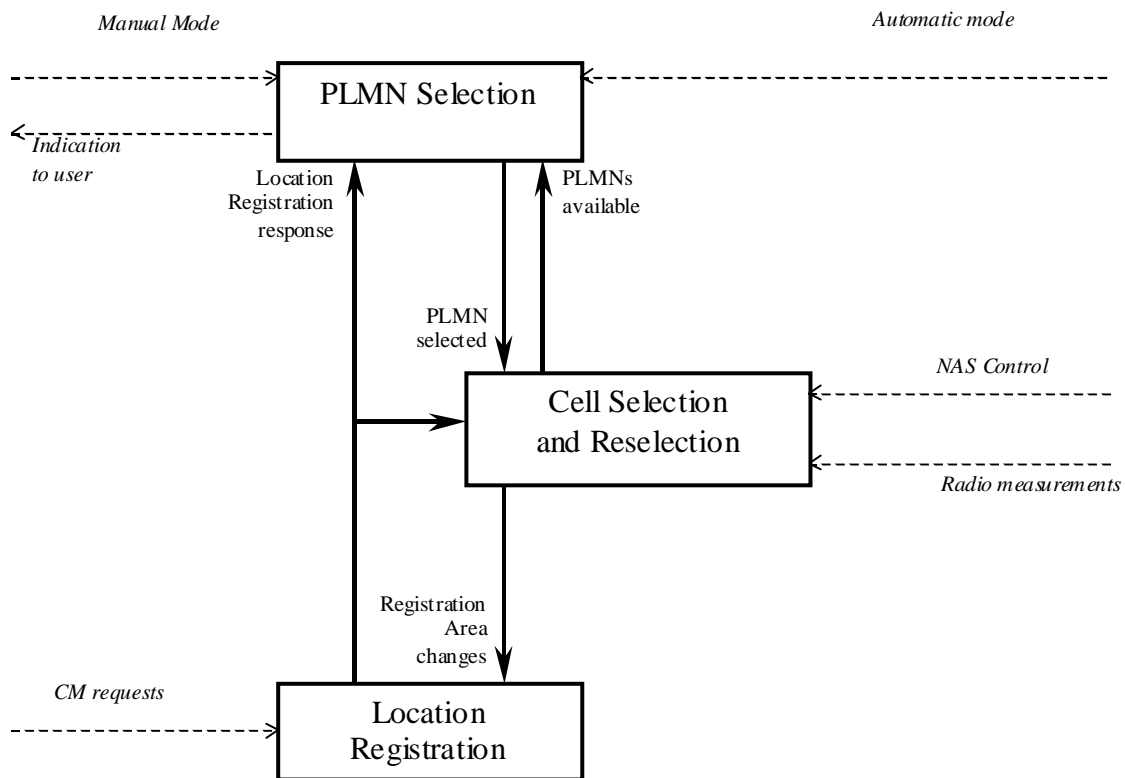 Manual Mode
Automatic mode
PLMN Selection
Indication
to user
Location
Registration
response
PLMNs
available
PLMN
selected
NAS Control
Cell Selection
and Reselection
Radio measurements
Registration
Area
changes
CM requests
Location
Registration